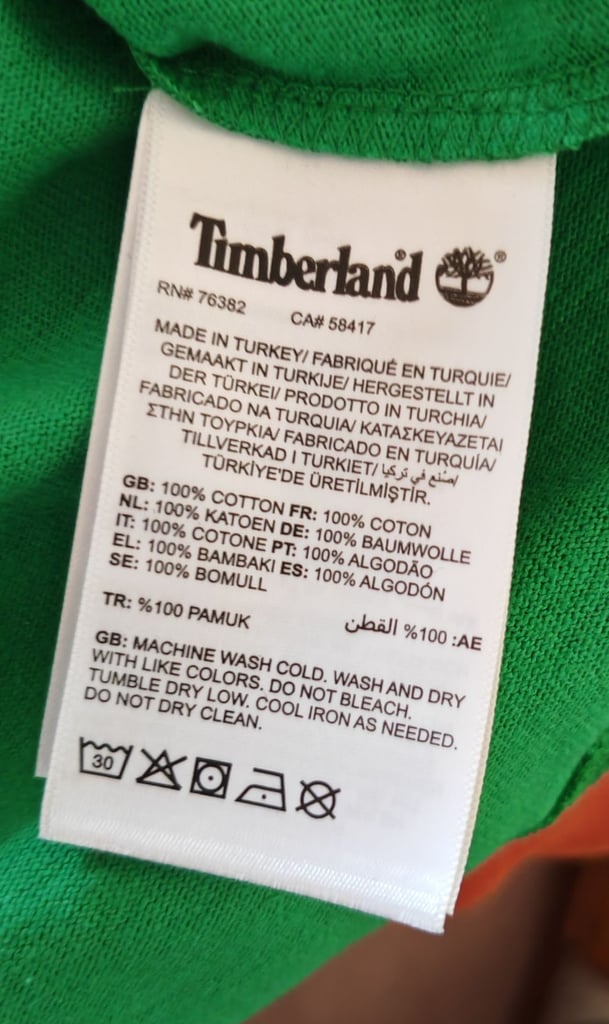 Timberland® ®
RN# 76382 CA# 58417
MADE IN TURKEY/ FABRIQUÉ EN TURQUIE/
GEMAAKT IN TURKIJE/ HERGESTELLT IN
DER TÜRKEI/ PRODOTTO IN TURCHIA/
FABRICADO NA TURQUIA/ ΚΑΤΑΣΚΕΥΑΖΕΤΑΙ
ΣΤΗΝ ΤΟΥΡΚΙΑ/ FABRICADO EN TURQUÍA/
TILLVERKAD I TURKIET/ صنع في تركيا/
TÜRKİYE'DE ÜRETİLMİŞTİR.
GB: 100% COTTON FR: 100% COTON
NL: 100% KATOEN DE: 100% BAUMWOLLE
IT: 100% COTONE PT: 100% ALGODÃO
EL: 100% BAMBAKI ES: 100% ALGODÓN
SE: 100% BOMULL
TR: %100 PAMUK
AE: 100% القطن
GB: MACHINE WASH COLD. WASH AND DRY
WITH LIKE COLORS. DO NOT BLEACH.
TUMBLE DRY LOW. COOL IRON AS NEEDED.
DO NOT DRY CLEAN.
30